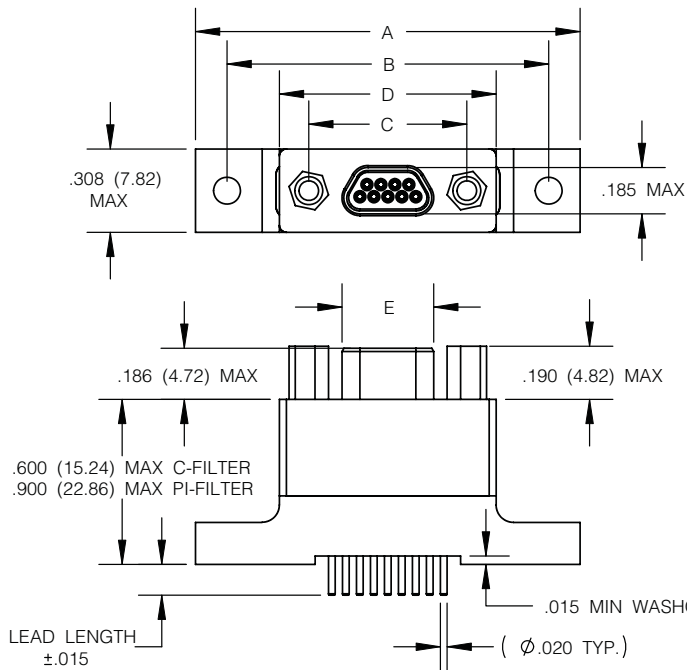 A
B
D
C
.308 (7.82)
MAX
.185 MAX
E
.186 (4.72) MAX
.190 (4.82) MAX
.600 (15.24) MAX C-FILTER
.900 (22.86) MAX PI-FILTER
.015 MIN
LEAD LENGTH
±.015
( Ø.020 TYP.)